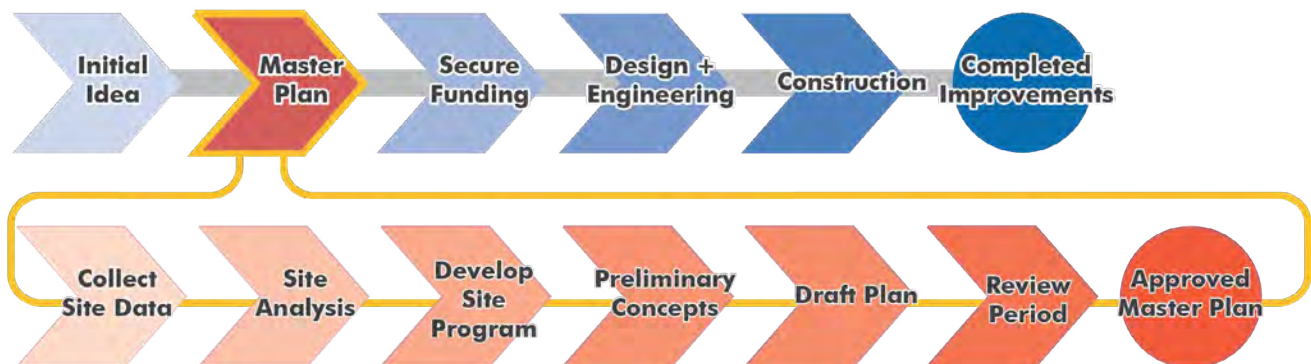 Initial
Idea
Master
Plan
Secure
Funding
Design +
Engineering
Construction
Completed
Improvements
Collect
Site Data
Site
Analysis
Develop
Site
Program
Preliminary
Concepts
Draft Plan
Review
Period
Approved
Master Plan